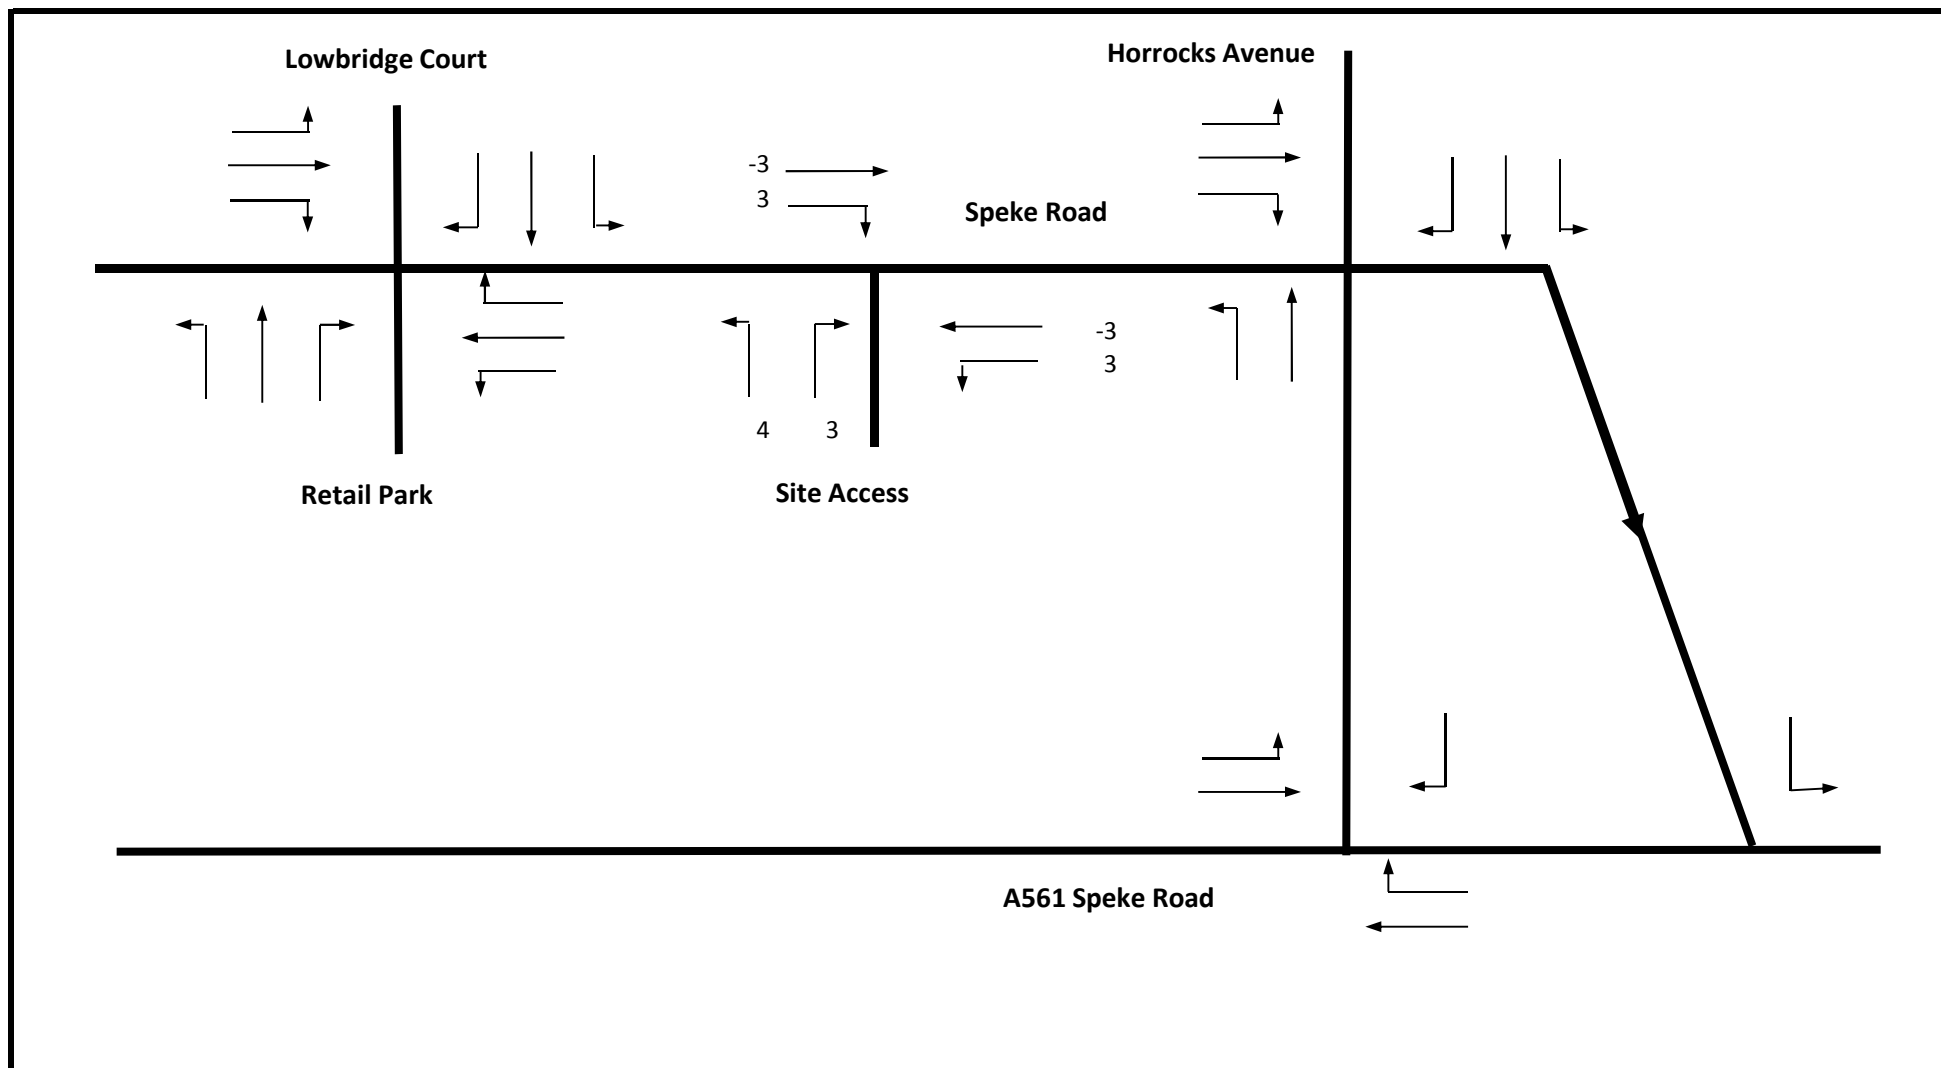 Lowbridge Court
Horrocks Avenue
-3
3
Speke Road
-3
3
4 3
Retail Park
Site Access
A561 Speke Road